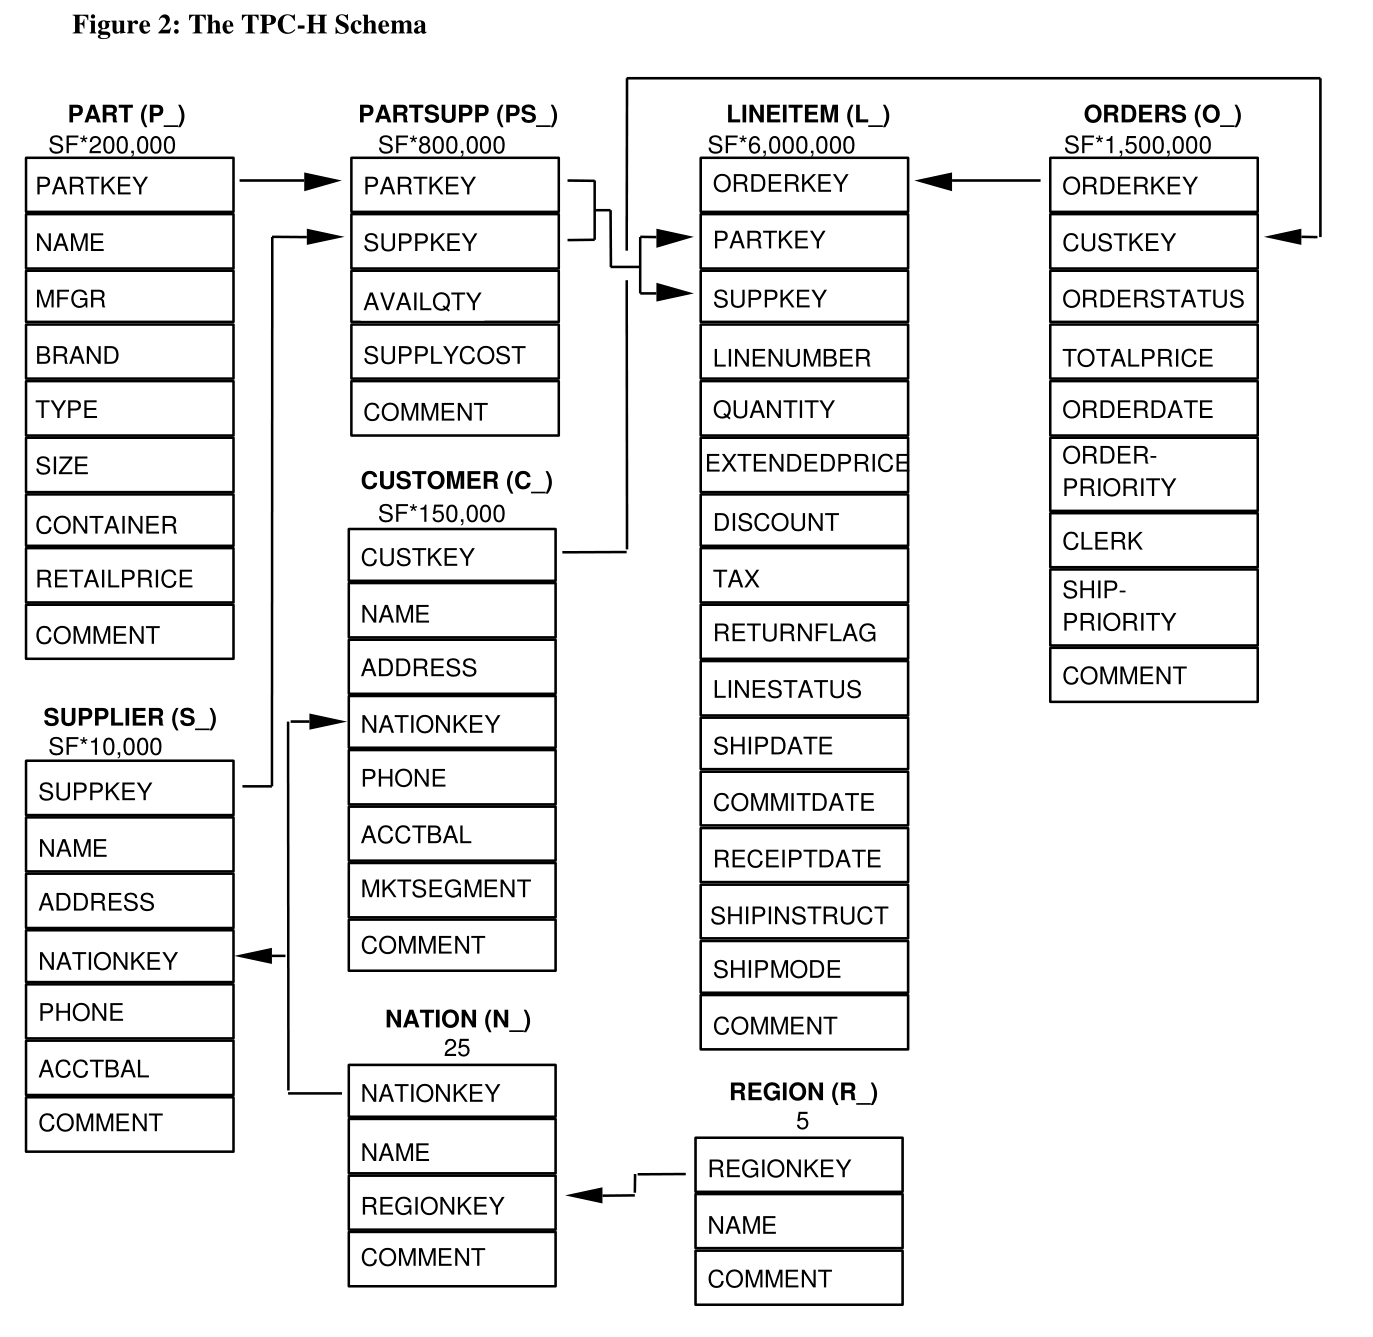 Figure 2: The TPC-H Schema
PART (P_)
SF*200,000
PARTKEY
NAME
MFGR
BRAND
TYPE
SIZE
CONTAINER
RETAILPRICE
COMMENT
SUPPLIER (S_)
SF*10,000
SUPPKEY
NAME
ADDRESS
NATIONKEY
PHONE
ACCTBAL
COMMENT
PARTSUPP (PS_)
SF*800,000
PARTKEY
SUPPKEY
AVAILQTY
SUPPLYCOST
COMMENT
CUSTOMER (C_)
SF*150,000
CUSTKEY
NAME
ADDRESS
NATIONKEY
PHONE
ACCTBAL
MKTSEGMENT
COMMENT
NATION (N_)
25
NATIONKEY
NAME
REGIONKEY
COMMENT
LINEITEM (L_)
SF*6,000,000
ORDERKEY
PARTKEY
SUPPKEY
LINENUMBER
QUANTITY
EXTENDEDPRICE
DISCOUNT
TAX
RETURNFLAG
LINESTATUS
SHIPDATE
COMMITDATE
RECEIPTDATE
SHIPINSTRUCT
SHIPMODE
COMMENT
REGION (R_)
5
REGIONKEY
NAME
COMMENT
ORDERS (O_)
SF*1,500,000
ORDERKEY
CUSTKEY
ORDERSTATUS
TOTALPRICE
ORDERDATE
ORDER-
PRIORITY
CLERK
SHIP-
PRIORITY
COMMENT